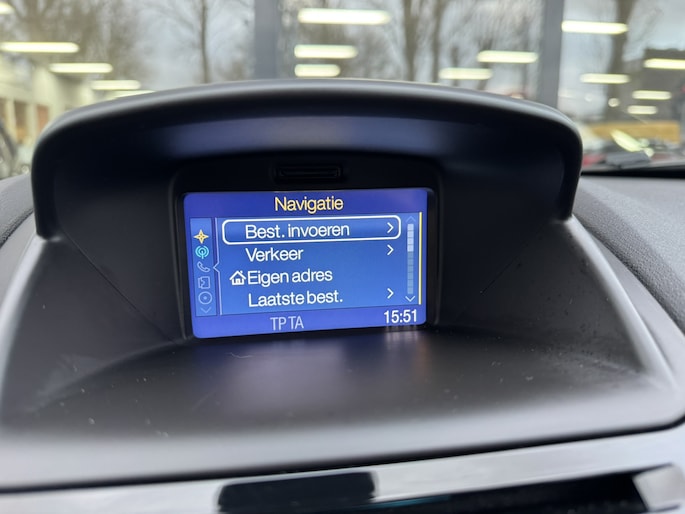 Navigatie
Best. invoeren
Verkeer
Eigen adres
Laatste best.
TP TA 15:51